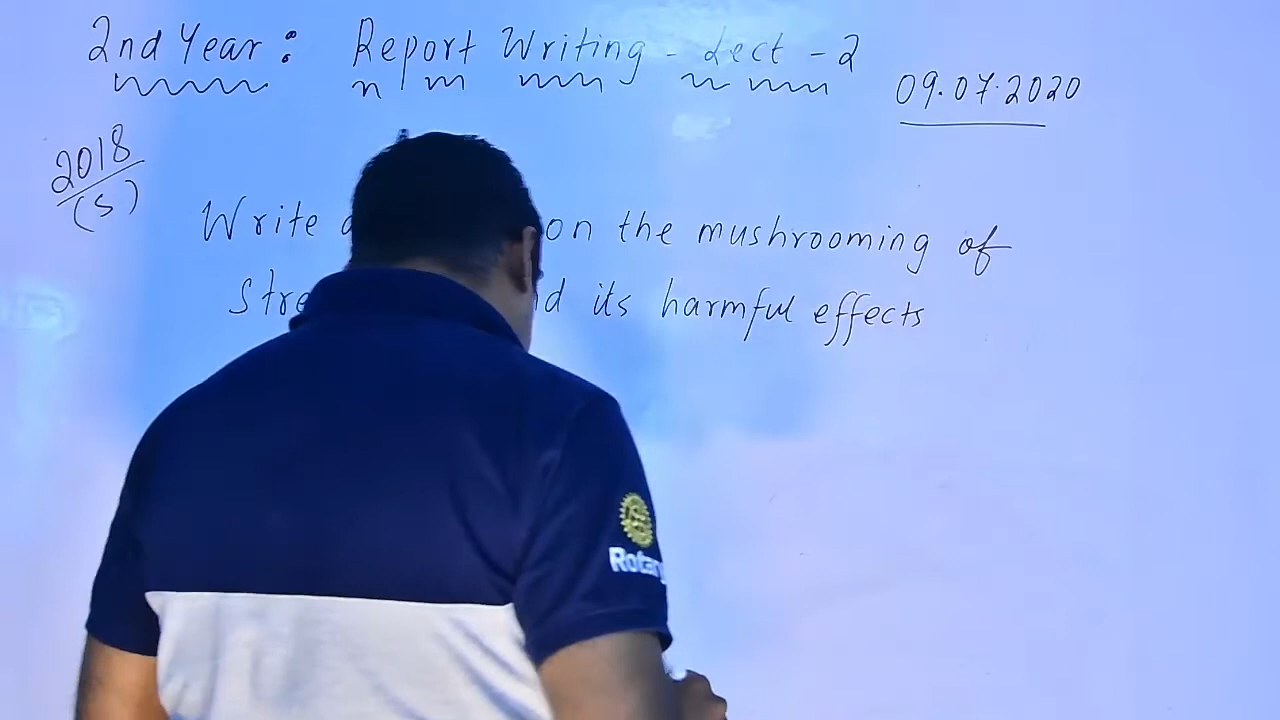 2nd Year: Report Writing - Lect - 2
09.07.2020
2018
(S)
Write on the mushrooming of
its harmful effects
Rotary